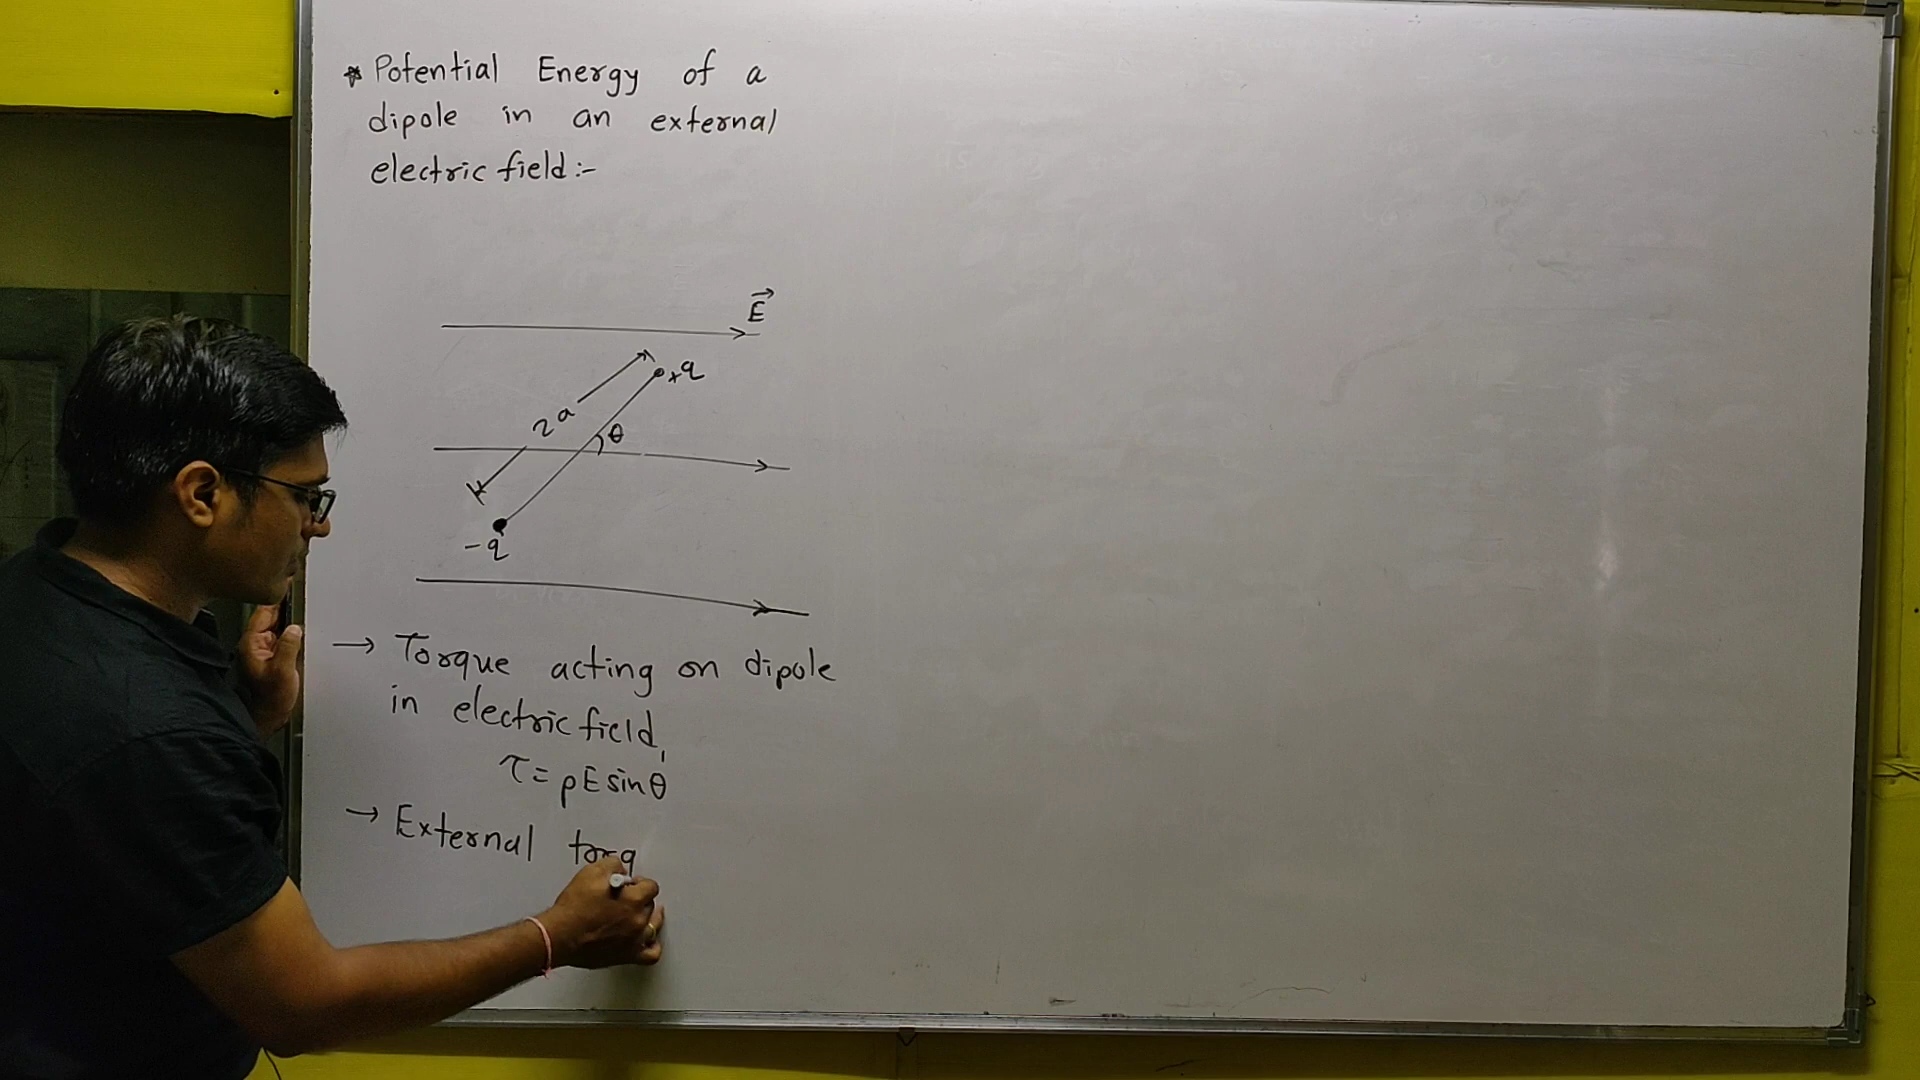 * Potential Energy of a
dipole in an external
electric field :-
E⃗
+q
2a
θ
-q
→ Torque acting on dipole
in electric field,
τ = pE sinθ
→ External torq